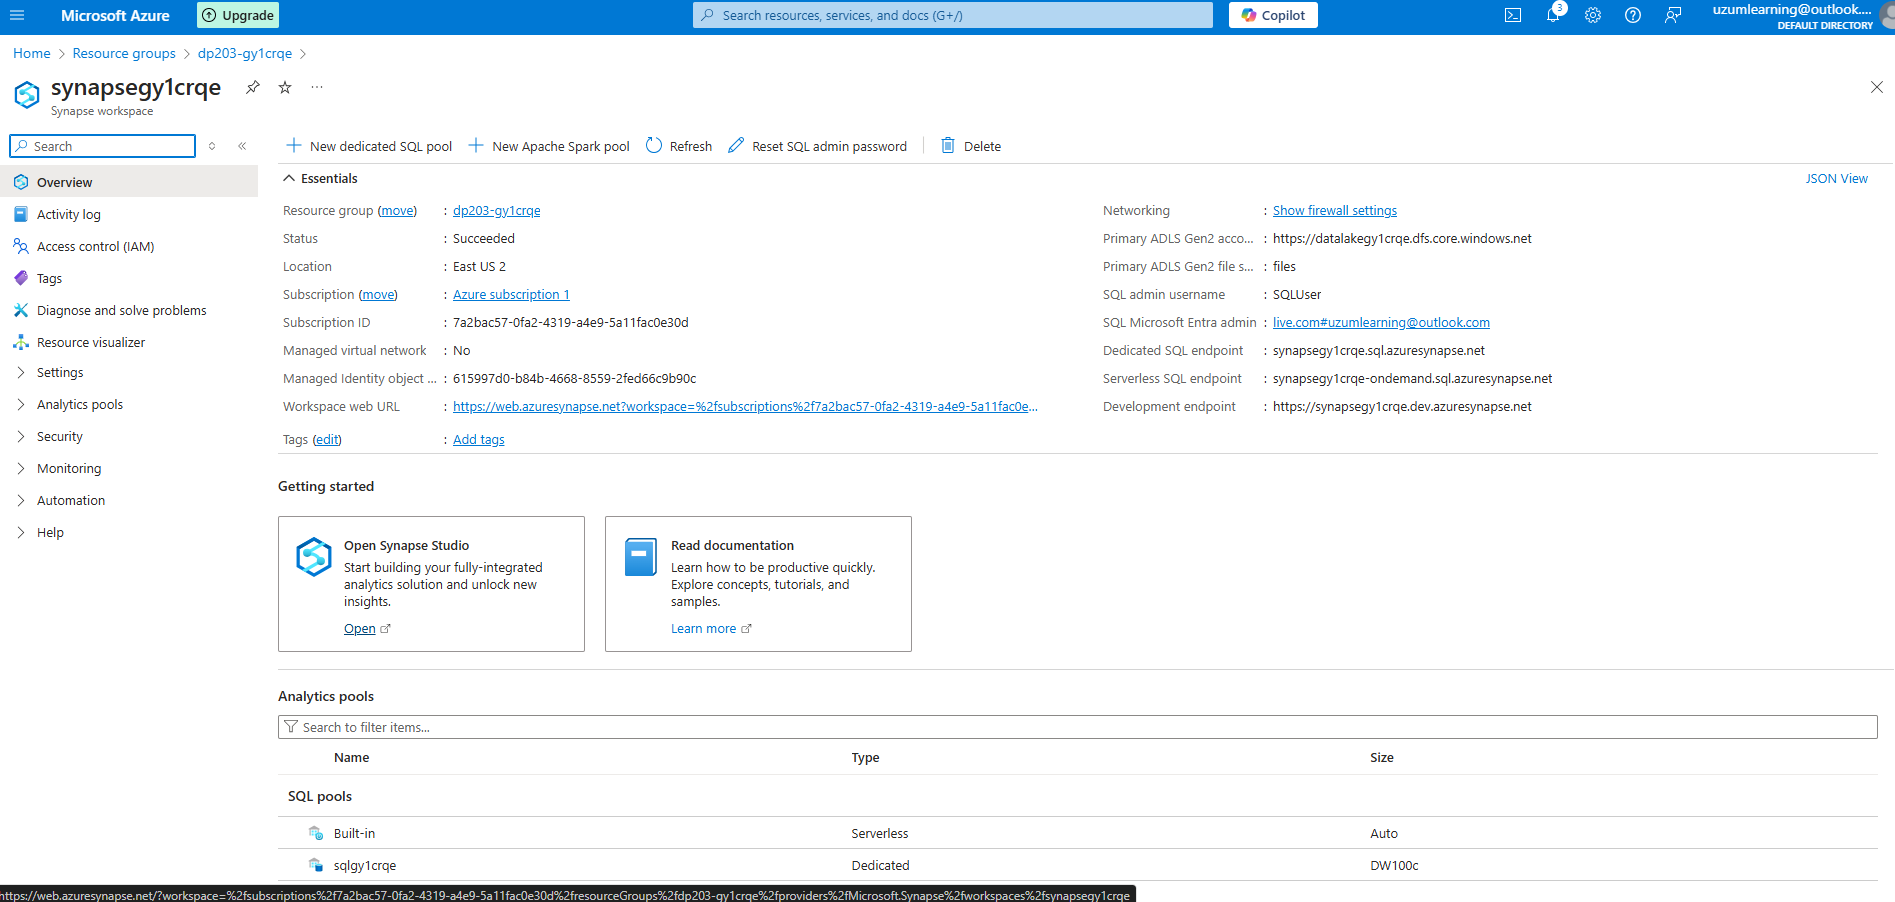 Microsoft Azure
Upgrade
Search resources, services, and docs (G+/)
Copilot
3
uzumlearning@outlook....
DEFAULT DIRECTORY
Home > Resource groups > dp203-gy1crqe >
synapsegy1crqe
Synapse workspace
Search
New dedicated SQL pool
New Apache Spark pool
Refresh
Reset SQL admin password
Delete
Overview
Activity log
Access control (IAM)
Tags
Diagnose and solve problems
Resource visualizer
Settings
Analytics pools
Security
Monitoring
Automation
Help
Essentials
JSON View
Resource group (move) : dp203-gy1crqe
Status : Succeeded
Location : East US 2
Subscription (move) : Azure subscription 1
Subscription ID : 7a2bac57-0fa2-4319-a4e9-5a11fac0e30d
Managed virtual network : No
Managed Identity object ... : 615997d0-b84b-4668-8559-2fed66c9b90c
Workspace web URL : https://web.azuresynapse.net?workspace=%2fsubscriptions%2f7a2bac57-0fa2-4319-a4e9-5a11fac0e...
Tags (edit) : Add tags
Networking : Show firewall settings
Primary ADLS Gen2 acco... : https://datalakegy1crqe.dfs.core.windows.net
Primary ADLS Gen2 file s... : files
SQL admin username : SQLUser
SQL Microsoft Entra admin : live.com#uzumlearning@outlook.com
Dedicated SQL endpoint : synapsegy1crqe.sql.azuresynapse.net
Serverless SQL endpoint : synapsegy1crqe-ondemand.sql.azuresynapse.net
Development endpoint : https://synapsegy1crqe.dev.azuresynapse.net
Getting started
Open Synapse Studio
Start building your fully-integrated
analytics solution and unlock new
insights.
Open
Read documentation
Learn how to be productive quickly.
Explore concepts, tutorials, and
samples.
Learn more
Analytics pools
Search to filter items...
Name Type Size
SQL pools
Built-in Serverless Auto
sqlgy1crqe Dedicated DW100c
https://web.azuresynapse.net/?workspace=%2fsubscriptions%2f7a2bac57-0fa2-4319-a4e9-5a11fac0e30d%2fresourceGroups%2fdp203-gy1crqe%2fproviders%2fMicrosoft.Synapse%2fworkspaces%2fsynapsegy1crqe